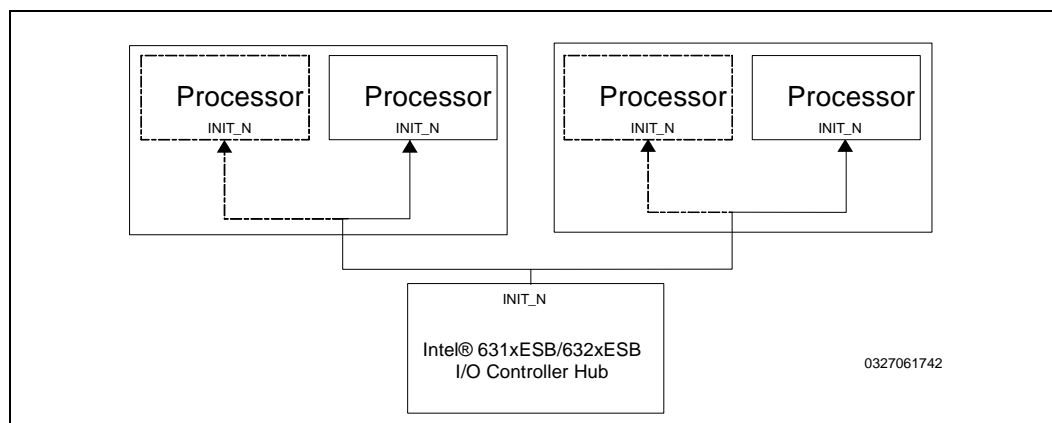 Processor
INIT_N
Processor
INIT_N
Processor
INIT_N
Processor
INIT_N
INIT_N
Intel® 631xESB/632xESB
I/O Controller Hub
0327061742